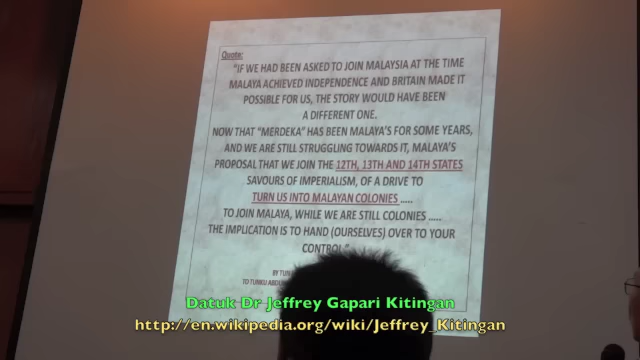 Quote:
"IF WE HAD BEEN ASKED TO JOIN MALAYSIA AT THE TIME
MALAYA ACHIEVED INDEPENDENCE AND BRITAIN MADE IT
POSSIBLE FOR US, THE STORY WOULD HAVE BEEN
A DIFFERENT ONE.
NOW THAT "MERDEKA" HAS BEEN MALAYA'S FOR SOME YEARS,
AND WE ARE STILL STRUGGLING TOWARDS IT, MALAYA'S
PROPOSAL THAT WE JOIN THE 12TH, 13TH AND 14TH STATES
SAVOURS OF IMPERIALISM, OF A DRIVE TO
TURN US INTO MALAYAN COLONIES .....
TO JOIN MALAYA, WHILE WE ARE STILL COLONIES .....
THE IMPLICATION IS TO HAND (OURSELVES) OVER TO YOUR
CONTROL"
BY TUN
TO TUNKU
Datuk Dr Jeffrey Gapari Kitingan
http://en.wikipedia.org/wiki/Jeffrey_Kitingan